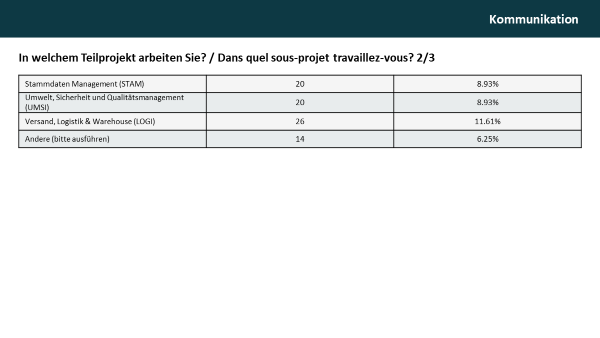 Kommunikation
In welchem Teilprojekt arbeiten Sie? / Dans quel sous-projet travaillez-vous? 2/3
Stammdaten Management (STAM) 20 8.93%
Umwelt, Sicherheit und Qualitätsmanagement
(UMSI) 20 8.93%
Versand, Logistik & Warehouse (LOGI) 26 11.61%
Andere (bitte ausführen) 14 6.25%